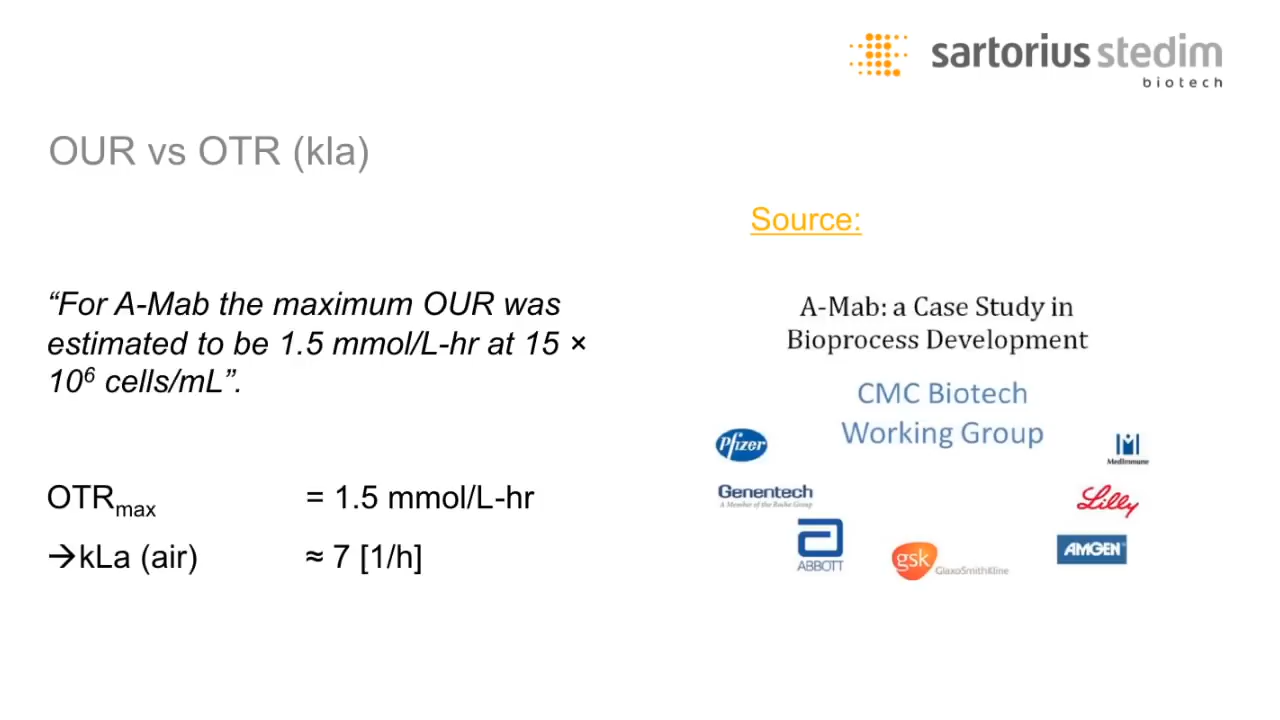 sartorius stedim
biotech
OUR vs OTR (kla)
Source:
“For A-Mab the maximum OUR was
estimated to be 1.5 mmol/L-hr at 15 ×
10⁶ cells/mL”.
A-Mab: a Case Study in
Bioprocess Development
CMC Biotech
Working Group
Pfizer
MedImmune
Genentech
A Member of the Roche Group
Lilly
ABBOTT
gsk GlaxoSmithKline
AMGEN
OTRmax = 1.5 mmol/L-hr
→kLa (air) ≈ 7 [1/h]